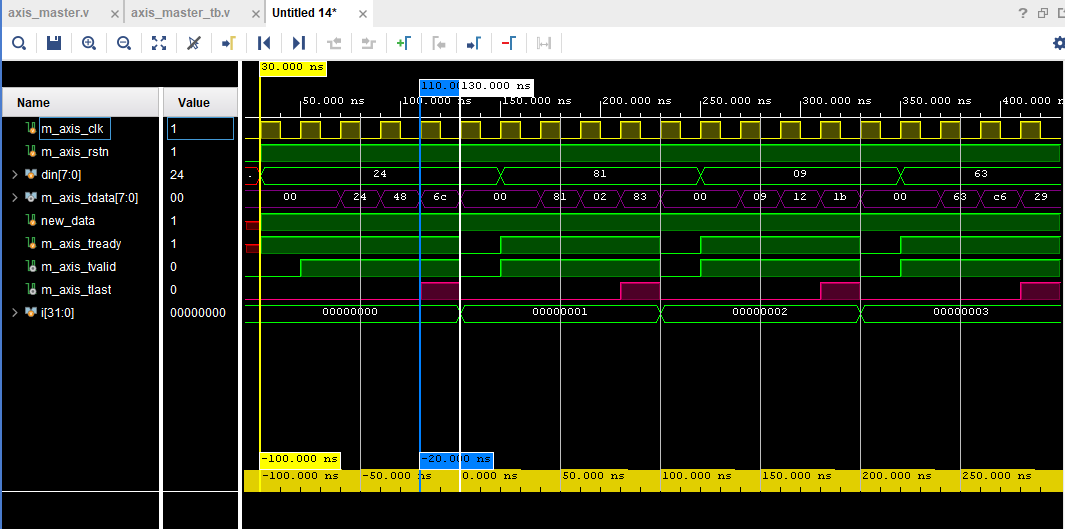 axis_master.v × axis_master_tb.v × Untitled 14* × ?
30.000 ns
110.00 130.000 ns
50.000 ns 100.000 ns 150.000 ns 200.000 ns 250.000 ns 300.000 ns 350.000 ns 400.000 n
Name Value
m_axis_clk 1
m_axis_rstn 1
din[7:0] 24 24 81 09 63
m_axis_tdata[7:0] 00 00 24 48 6c 00 81 02 83 00 09 12 1b 00 63 c6 29
new_data 1
m_axis_tready 1
m_axis_tvalid 0
m_axis_tlast 0
i[31:0] 00000000 00000000 00000001 00000002 00000003
-100.000 ns -20.000 ns
-100.000 ns -50.000 ns 0.000 ns 50.000 ns 100.000 ns 150.000 ns 200.000 ns 250.000 ns